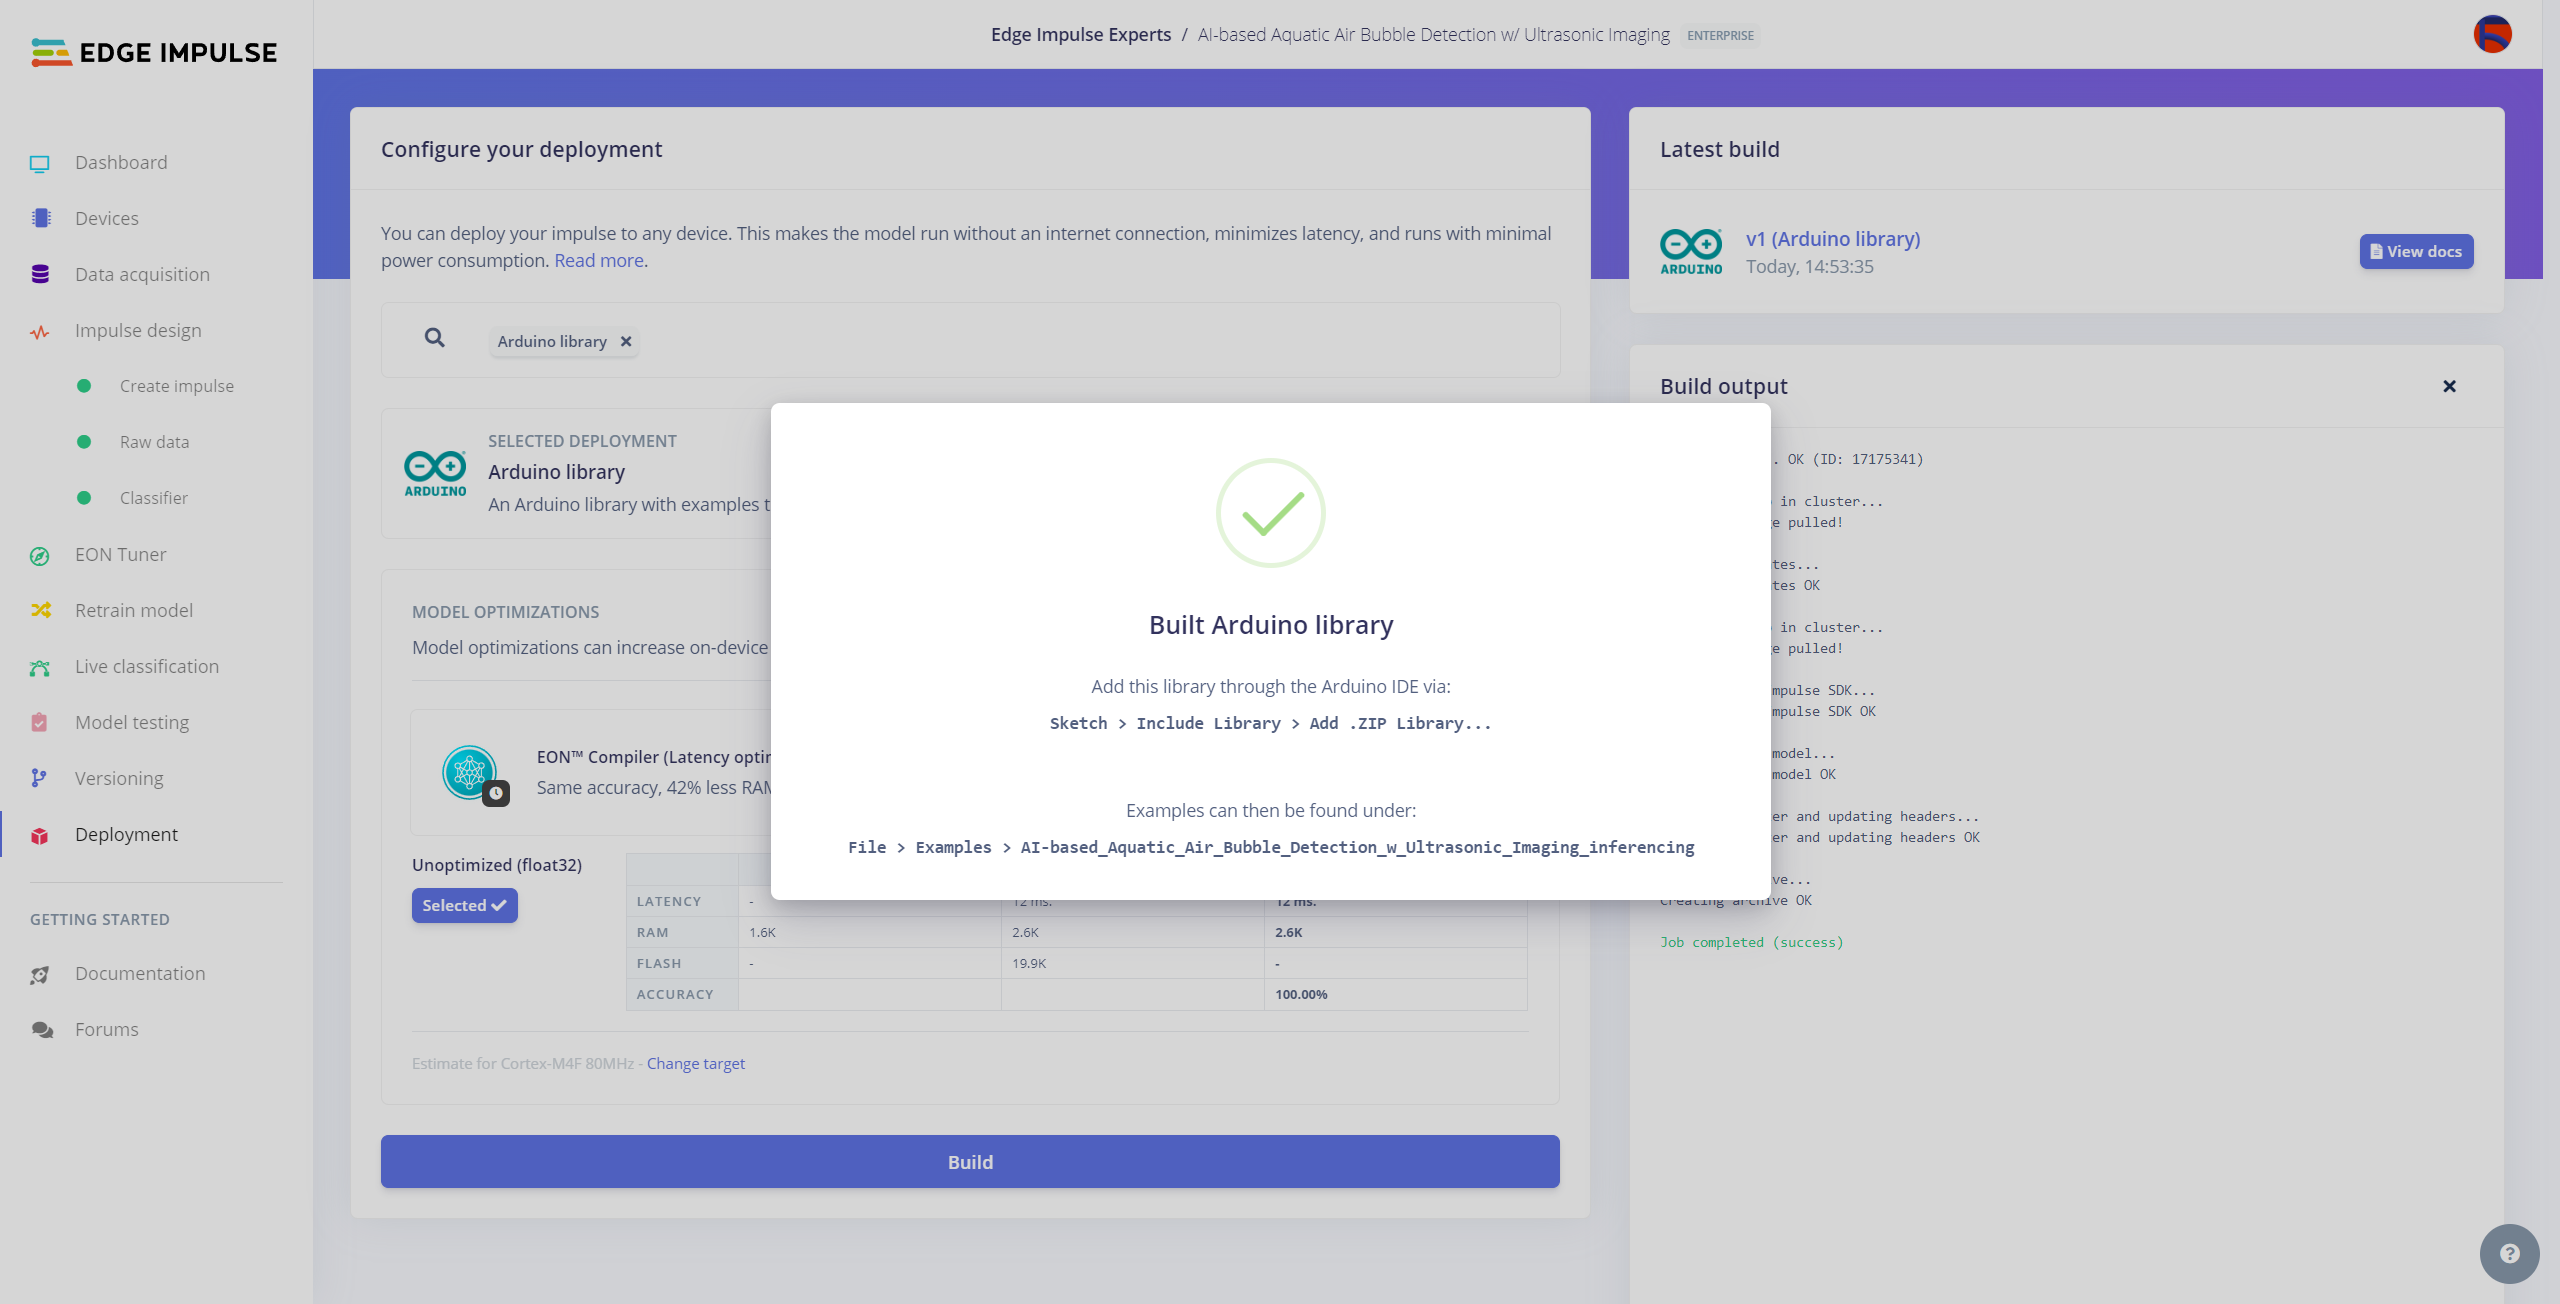 EDGE IMPULSE
Edge Impulse Experts / AI-based Aquatic Air Bubble Detection w/ Ultrasonic Imaging ENTERPRISE
Dashboard
Devices
Data acquisition
Impulse design
Create impulse
Raw data
Classifier
EON Tuner
Retrain model
Live classification
Model testing
Versioning
Deployment
GETTING STARTED
Documentation
Forums
Configure your deployment
You can deploy your impulse to any device. This makes the model run without an internet connection, minimizes latency, and runs with minimal
power consumption. Read more.
Arduino library
ARDUINO
SELECTED DEPLOYMENT
Arduino library
An Arduino library with examples
MODEL OPTIMIZATIONS
Model optimizations can increase on-device
EON™ Compiler (Latency
Same accuracy, 42% less
Unoptimized (float32)
Selected
LATENCY - 12 ms. 12 ms.
RAM 1.6K 2.6K 2.6K
FLASH - 19.9K -
ACCURACY 100.00%
Estimate for Cortex-M4F 80MHz - Change target
Build
Built Arduino library
Add this library through the Arduino IDE via:
Sketch > Include Library > Add .ZIP Library...
Examples can then be found under:
File > Examples > AI-based_Aquatic_Air_Bubble_Detection_w_Ultrasonic_Imaging_inferencing
Latest build
ARDUINO
v1 (Arduino library)
Today, 14:53:35
View docs
Build output
. OK (ID: 17175341)
in cluster...
pulled!
tes...
tes OK
in cluster...
pulled!
mpulse SDK...
mpulse SDK OK
model...
model OK
er and updating headers...
er and updating headers OK
ve...
Creating archive OK
Job completed (success)